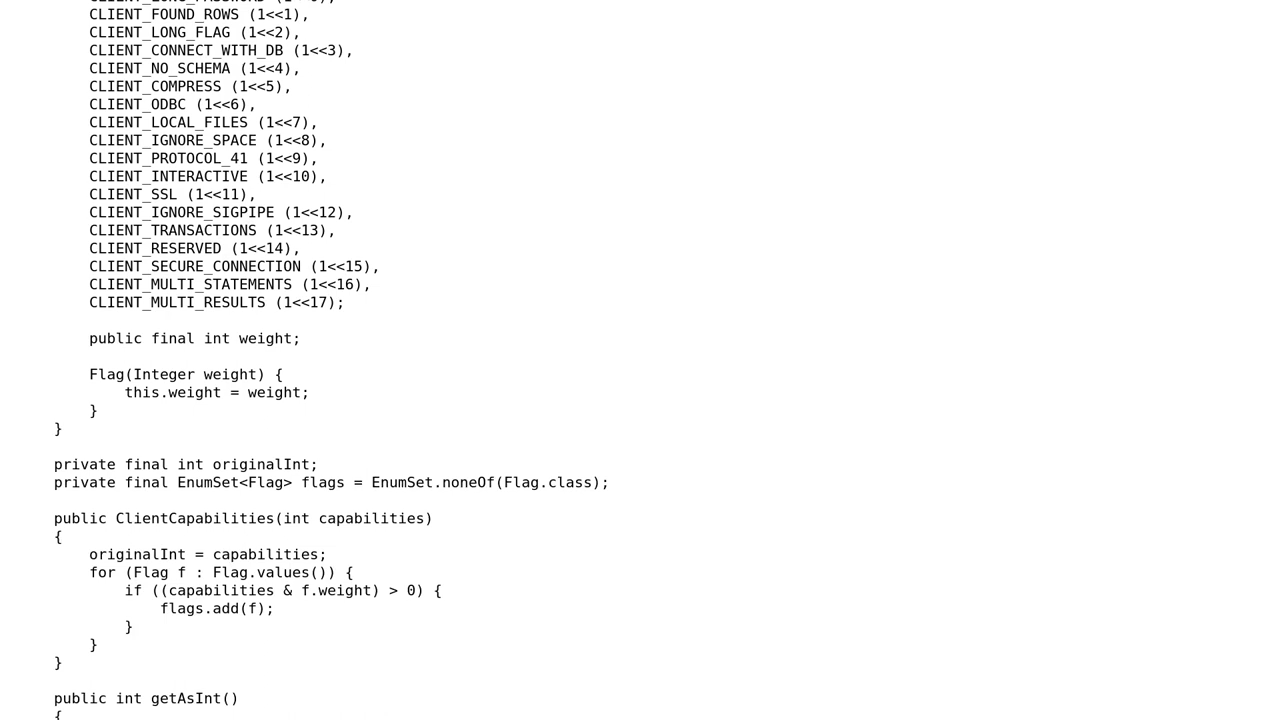 CLIENT_FOUND_ROWS (1<<1),
CLIENT_LONG_FLAG (1<<2),
CLIENT_CONNECT_WITH_DB (1<<3),
CLIENT_NO_SCHEMA (1<<4),
CLIENT_COMPRESS (1<<5),
CLIENT_ODBC (1<<6),
CLIENT_LOCAL_FILES (1<<7),
CLIENT_IGNORE_SPACE (1<<8),
CLIENT_PROTOCOL_41 (1<<9),
CLIENT_INTERACTIVE (1<<10),
CLIENT_SSL (1<<11),
CLIENT_IGNORE_SIGPIPE (1<<12),
CLIENT_TRANSACTIONS (1<<13),
CLIENT_RESERVED (1<<14),
CLIENT_SECURE_CONNECTION (1<<15),
CLIENT_MULTI_STATEMENTS (1<<16),
CLIENT_MULTI_RESULTS (1<<17);
public final int weight;
Flag(Integer weight) {
this.weight = weight;
}
}
private final int originalInt;
private final EnumSet<Flag> flags = EnumSet.noneOf(Flag.class);
public ClientCapabilities(int capabilities)
{
originalInt = capabilities;
for (Flag f : Flag.values()) {
if ((capabilities & f.weight) > 0) {
flags.add(f);
}
}
}
public int getAsInt()
{